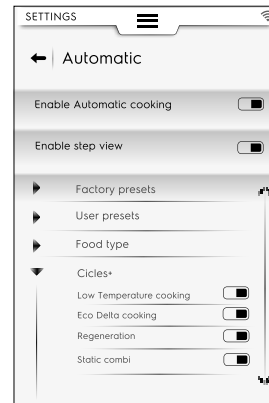 SETTINGS
Automatic
Enable Automatic cooking
Enable step view
Factory presets
User presets
Food type
Cicles+
Low Temperature cooking
Eco Delta cooking
Regeneration
Static combi